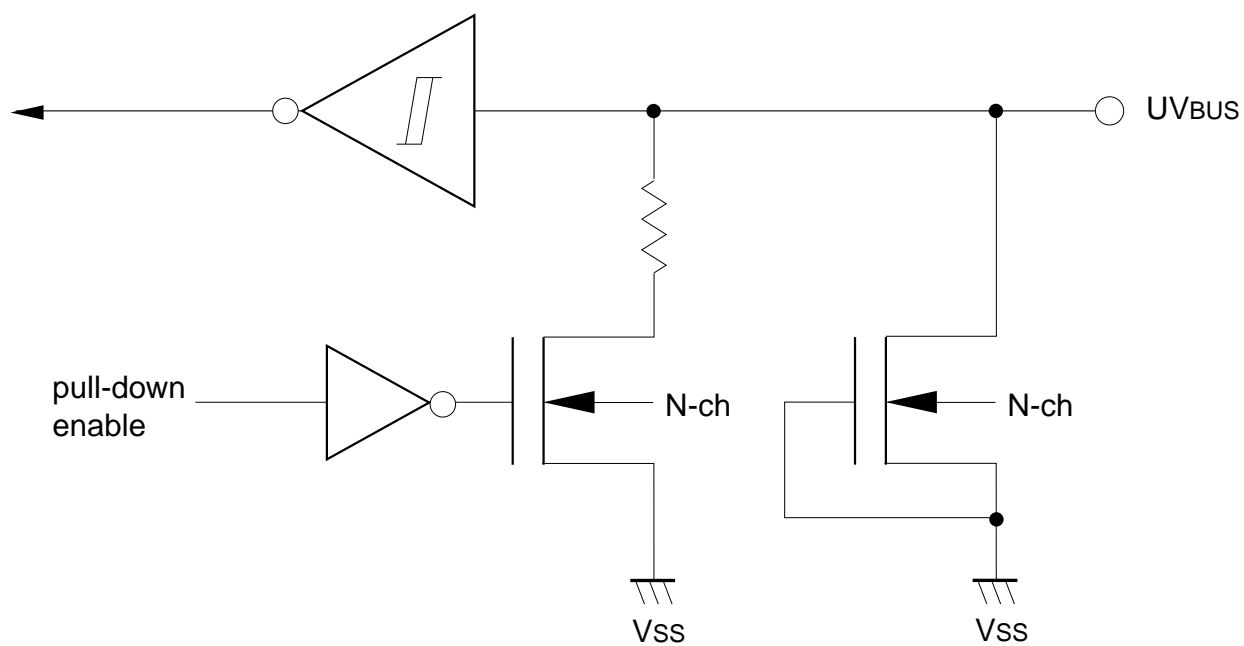 UVBUS
pull-down
enable
N-ch
N-ch
VSS
VSS